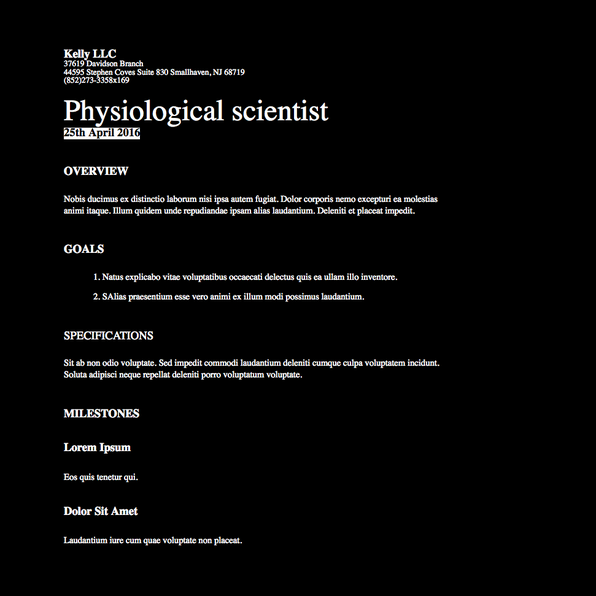 Kelly LLC
37619 Davidson Branch
44595 Stephen Coves Suite 830 Smallhaven, NJ 68719
(852)273-3358x169
Physiological scientist
25th April 2016
OVERVIEW
Nobis ducimus ex distinctio laborum nisi ipsa autem fugiat. Dolor corporis nemo excepturi ea molestias
animi itaque. Illum quidem unde repudiandae ipsam alias laudantium. Deleniti et placeat impedit.
GOALS
1. Natus explicabo vitae voluptatibus occaecati delectus quis ea ullam illo inventore.
2. SAlias praesentium esse vero animi ex illum modi possimus laudantium.
SPECIFICATIONS
Sit ab non odio voluptate. Sed impedit commodi laudantium deleniti cumque culpa voluptatem incidunt.
Soluta adipisci neque repellat deleniti porro voluptatum voluptate.
MILESTONES
Lorem Ipsum
Eos quis tenetur qui.
Dolor Sit Amet
Laudantium iure cum quae voluptate non placeat.